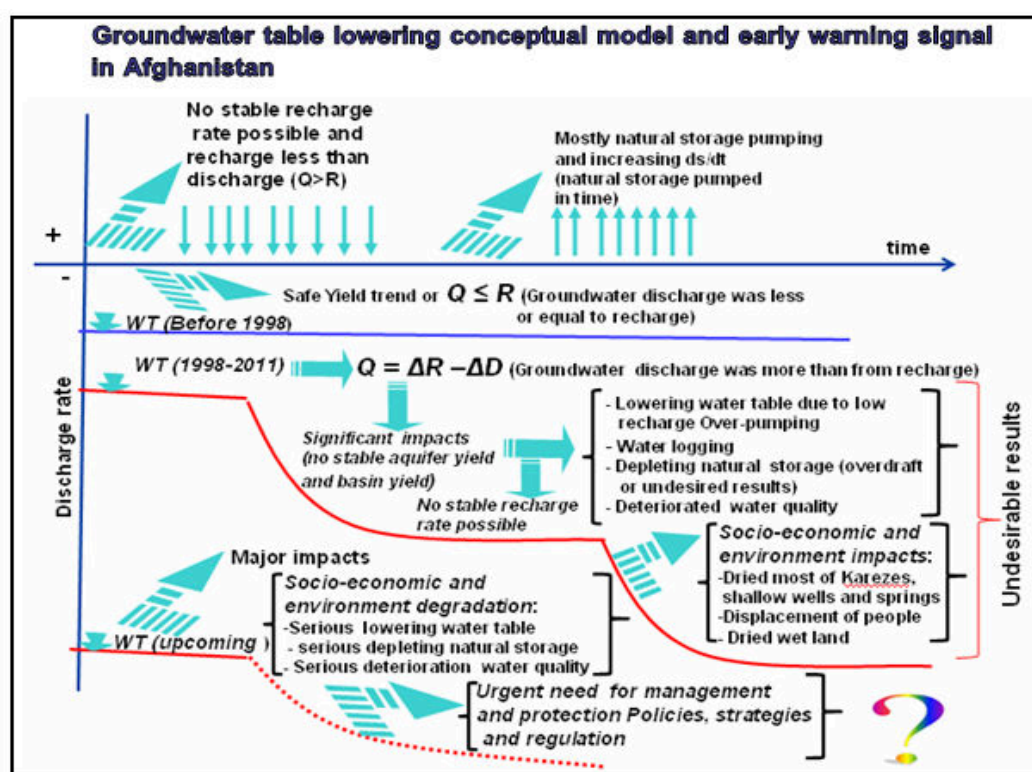 Groundwater table lowering conceptual model and early warning signal
in Afghanistan
No stable recharge
rate possible and
recharge less than
discharge (Q>R)
Mostly natural storage pumping
and increasing ds/dt
(natural storage pumped
in time)
+
time
-
Safe Yield trend or Q ≤ R (Groundwater discharge was less
or equal to recharge)
WT (Before 1998)
WT (1998-2011)
Q = ΔR –ΔD (Groundwater discharge was more than from recharge)
Discharge rate
Significant impacts
(no stable aquifer yield
and basin yield)
No stable recharge
rate possible
- Lowering water table due to low
recharge Over-pumping
- Water logging
- Depleting natural storage (overdraft
or undesired results)
- Deteriorated water quality
Undesirable results
Socio-economic and
environment impacts:
-Dried most of Karezes,
shallow wells and springs
-Displacement of people
- Dried wet land
Major impacts
Socio-economic and
environment degradation:
-Serious lowering water table
- serious depleting natural storage
- Serious deterioration water quality
WT (upcoming )
Urgent need for management
and protection Policies, strategies
and regulation
?